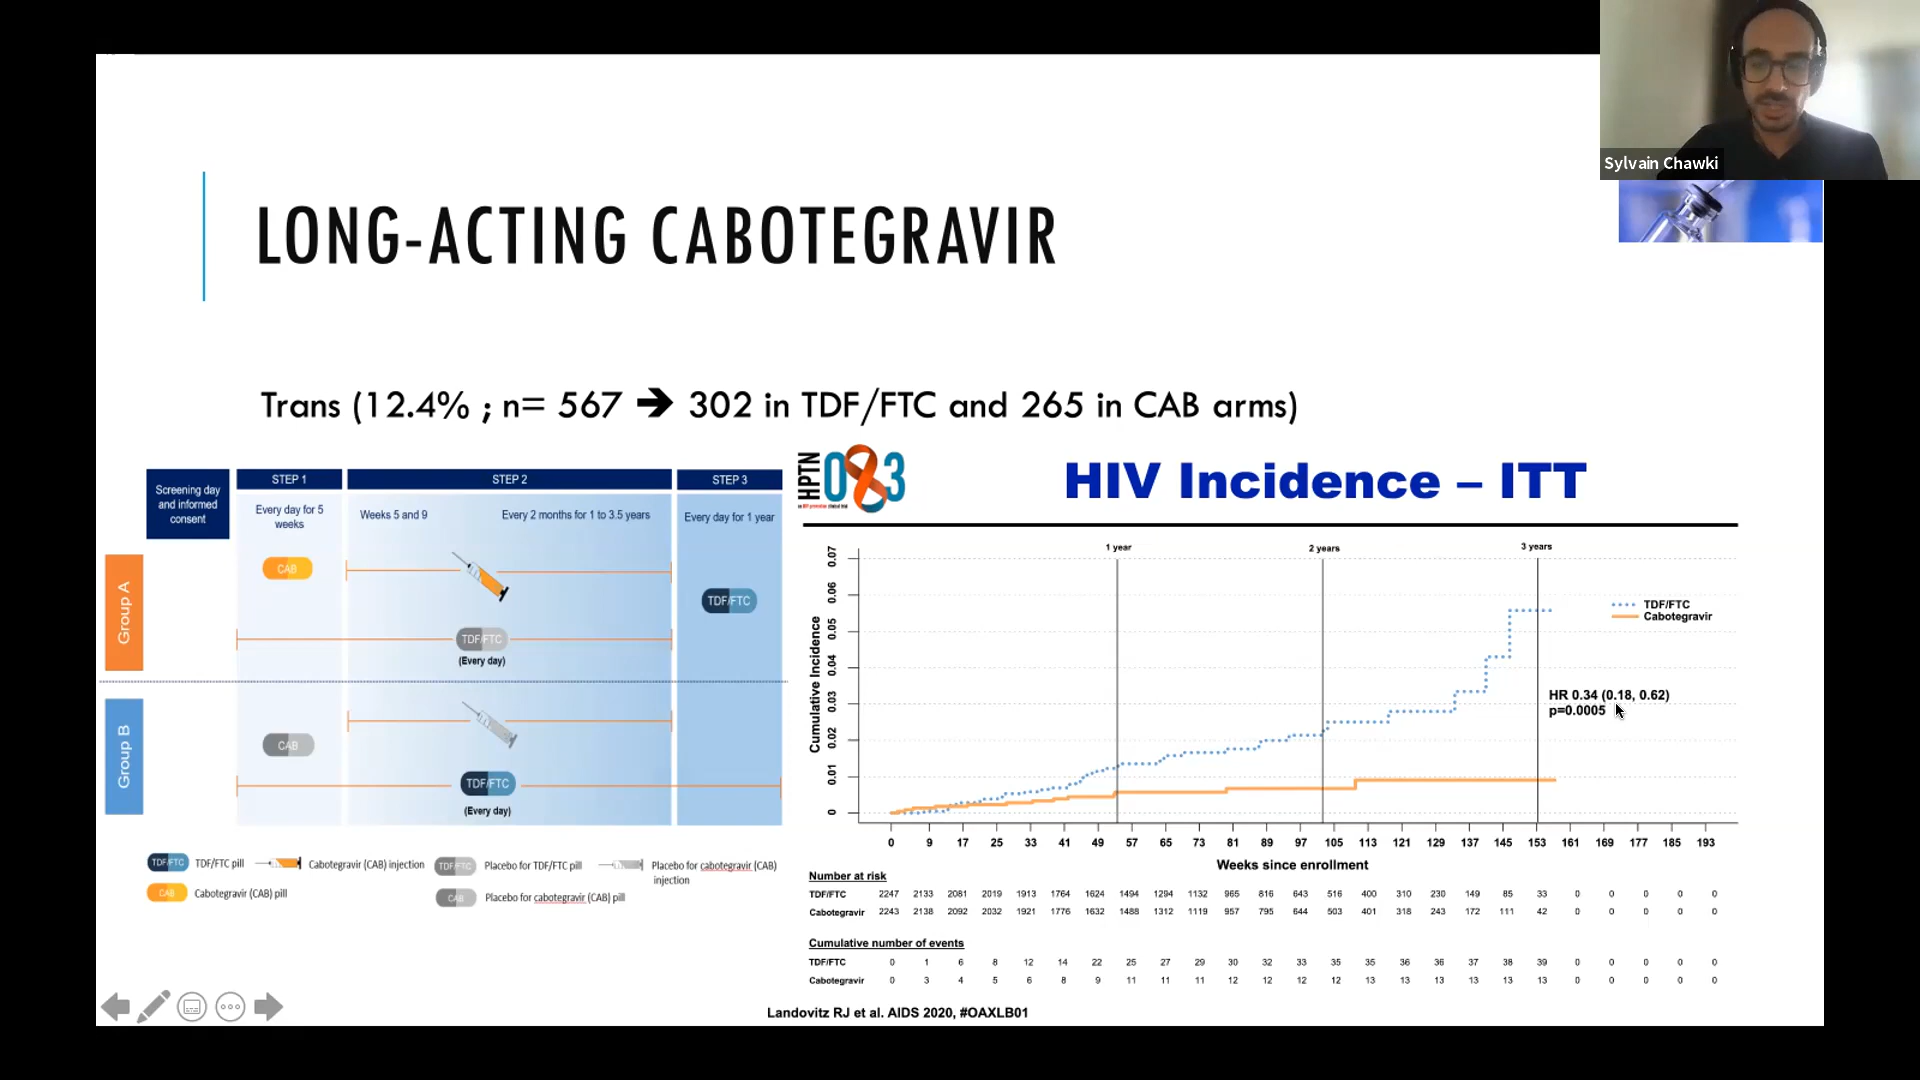 Sylvain Chawki
LONG-ACTING CABOTEGRAVIR
Trans (12.4% ; n= 567 → 302 in TDF/FTC and 265 in CAB arms)
Screening day
and informed
consent
STEP 1
STEP 2
STEP 3
Every day for 5
weeks
Weeks 5 and 9
Every 2 months for 1 to 3.5 years
Every day for 1 year
Group A
CAB
TDF/FTC
TDF/FTC
(Every day)
Group B
CAB
TDF/FTC
(Every day)
TDF/FTC
TDF/FTC pill
Cabotegravir (CAB) injection
TDF/FTC
Placebo for TDF/FTC pill
Placebo for cabotegravir (CAB)
injection
CAB
Cabotegravir (CAB) pill
CAB
Placebo for cabotegravir (CAB) pill
HPTN 083
HIV Incidence – ITT
1 year
2 years
3 years
Cumulative Incidence
0.07
0.06
0.05
0.04
0.03
0.02
0.01
0
TDF/FTC
Cabotegravir
HR 0.34 (0.18, 0.62)
p=0.0005
0 9 17 25 33 41 49 57 65 73 81 89 97 105 113 121 129 137 145 153 161 169 177 185 193
Weeks since enrollment
Number at risk
TDF/FTC 2247 2133 2081 2019 1913 1764 1624 1494 1294 1132 965 816 643 516 400 310 230 149 85 33 0 0 0 0 0
Cabotegravir 2243 2138 2092 2032 1921 1776 1632 1488 1312 1119 957 795 644 503 401 318 243 172 111 42 0 0 0 0 0
Cumulative number of events
TDF/FTC 0 1 6 8 12 14 22 25 27 29 30 32 33 35 35 36 36 37 38 39 0 0 0 0 0
Cabotegravir 0 3 4 5 6 8 9 11 11 11 12 12 12 12 13 13 13 13 13 13 0 0 0 0 0
Landovitz RJ et al. AIDS 2020, #OAXLB01